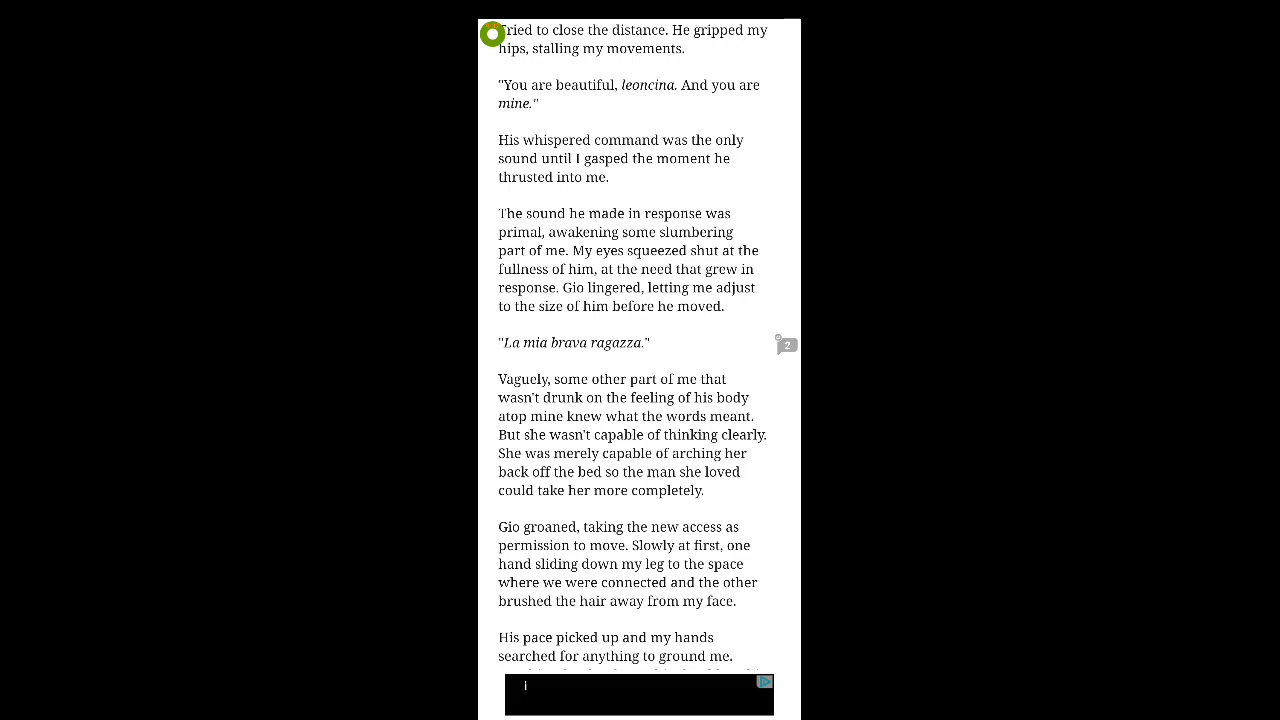 Tried to close the distance. He gripped my
hips, stalling my movements.
"You are beautiful, leoncina. And you are
mine."
His whispered command was the only
sound until I gasped the moment he
thrusted into me.
The sound he made in response was
primal, awakening some slumbering
part of me. My eyes squeezed shut at the
fullness of him, at the need that grew in
response. Gio lingered, letting me adjust
to the size of him before he moved.
"La mia brava ragazza."
2
Vaguely, some other part of me that
wasn't drunk on the feeling of his body
atop mine knew what the words meant.
But she wasn't capable of thinking clearly.
She was merely capable of arching her
back off the bed so the man she loved
could take her more completely.
Gio groaned, taking the new access as
permission to move. Slowly at first, one
hand sliding down my leg to the space
where we were connected and the other
brushed the hair away from my face.
His pace picked up and my hands
searched for anything to ground me.
i